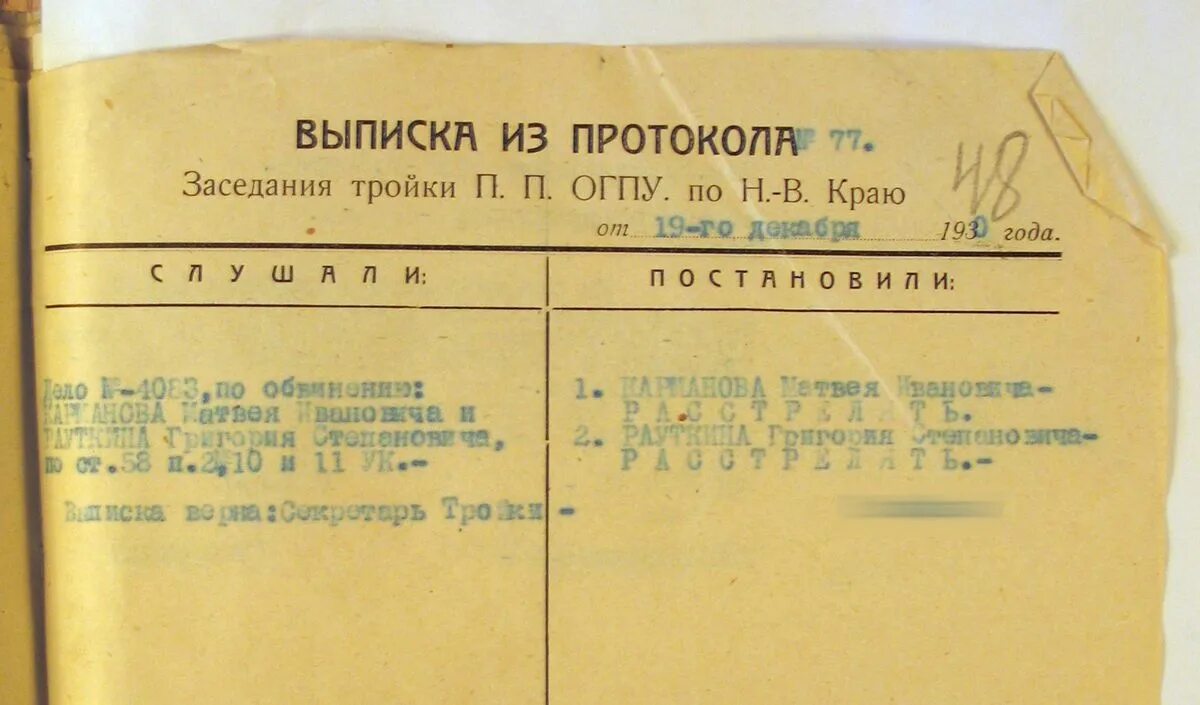 ВЫПИСКА ИЗ ПРОТОКОЛА № 77.
48
Заседания тройки П. П. ОГПУ. по Н.-В. Краю
от 19-го декабря 1930 года.
СЛУШАЛИ:
Дело №-4083, по обвинению:
КАРМАНОВА Матвея Ивановича и
РАУТКИНА Григория Степановича,
по ст.58 п.2,10 и 11 УК.-
Выписка верна:Секретарь Тройки -
ПОСТАНОВИЛИ:
1. КАРМАНОВА Матвея Ивановича-
РАССТРЕЛЯТЬ.
2. РАУТКИНА Григория Степановича-
РАССТРЕЛЯТЬ.-